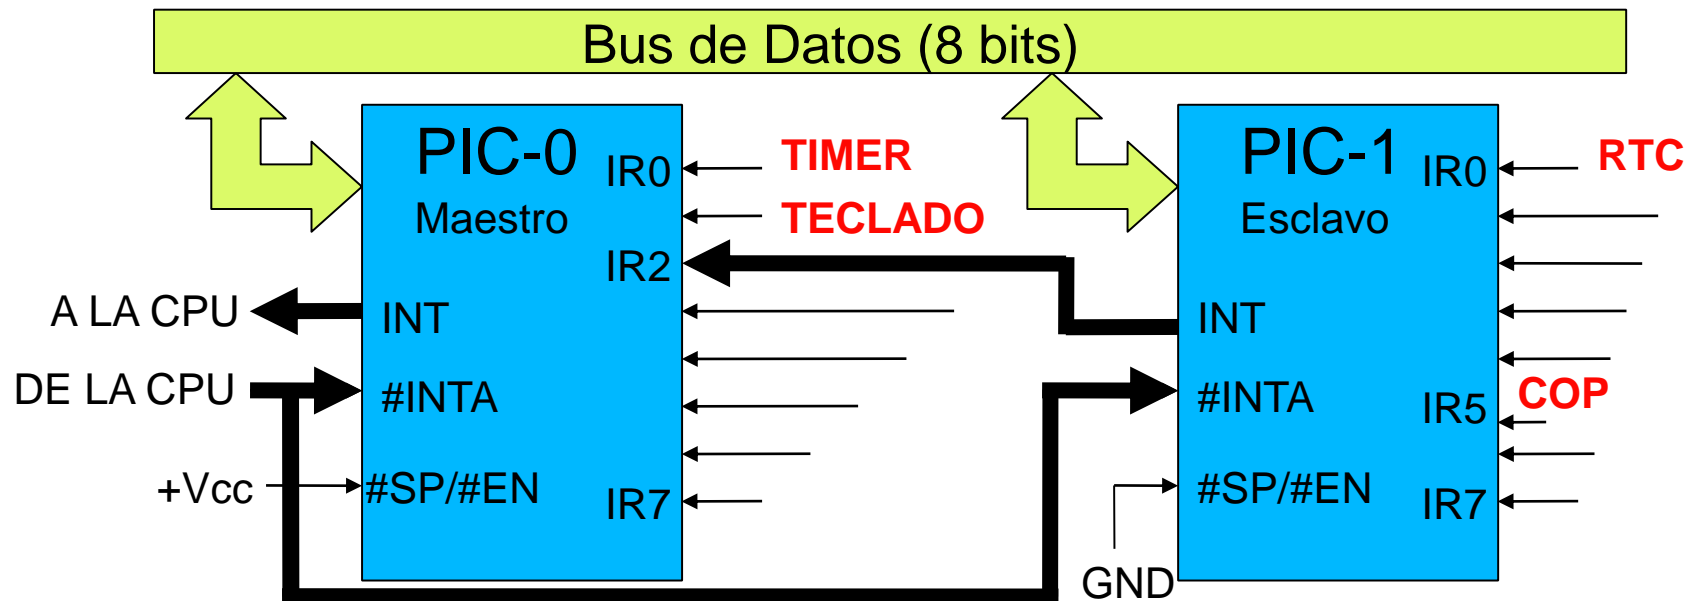 Bus de Datos (8 bits)
PIC-0
Maestro
IR0
TIMER
TECLADO
IR2
A LA CPU
INT
DE LA CPU
#INTA
+Vcc
#SP/#EN
IR7
PIC-1
Esclavo
IR0
RTC
INT
#INTA
IR5
COP
#SP/#EN
IR7
GND